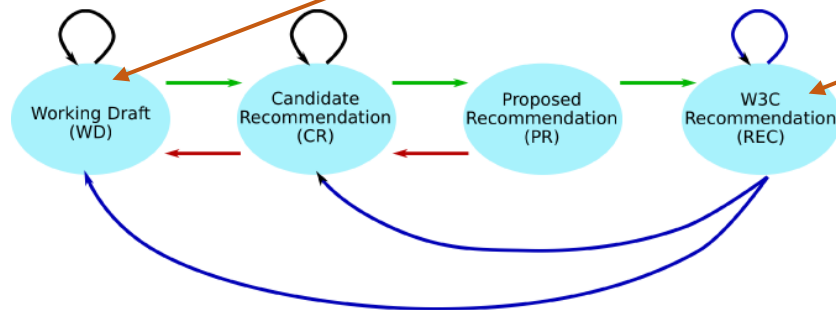 Working Draft
(WD)
Candidate
Recommendation
(CR)
Proposed
Recommendation
(PR)
W3C
Recommendation
(REC)